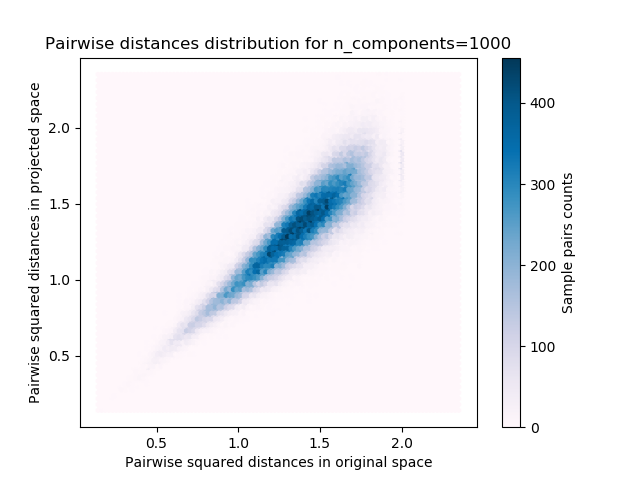 Pairwise distances distribution for n_components=1000
Pairwise squared distances in projected space
2.0
1.5
1.0
0.5
0.5 1.0 1.5 2.0
Pairwise squared distances in original space
400
300
200
100
0
Sample pairs counts